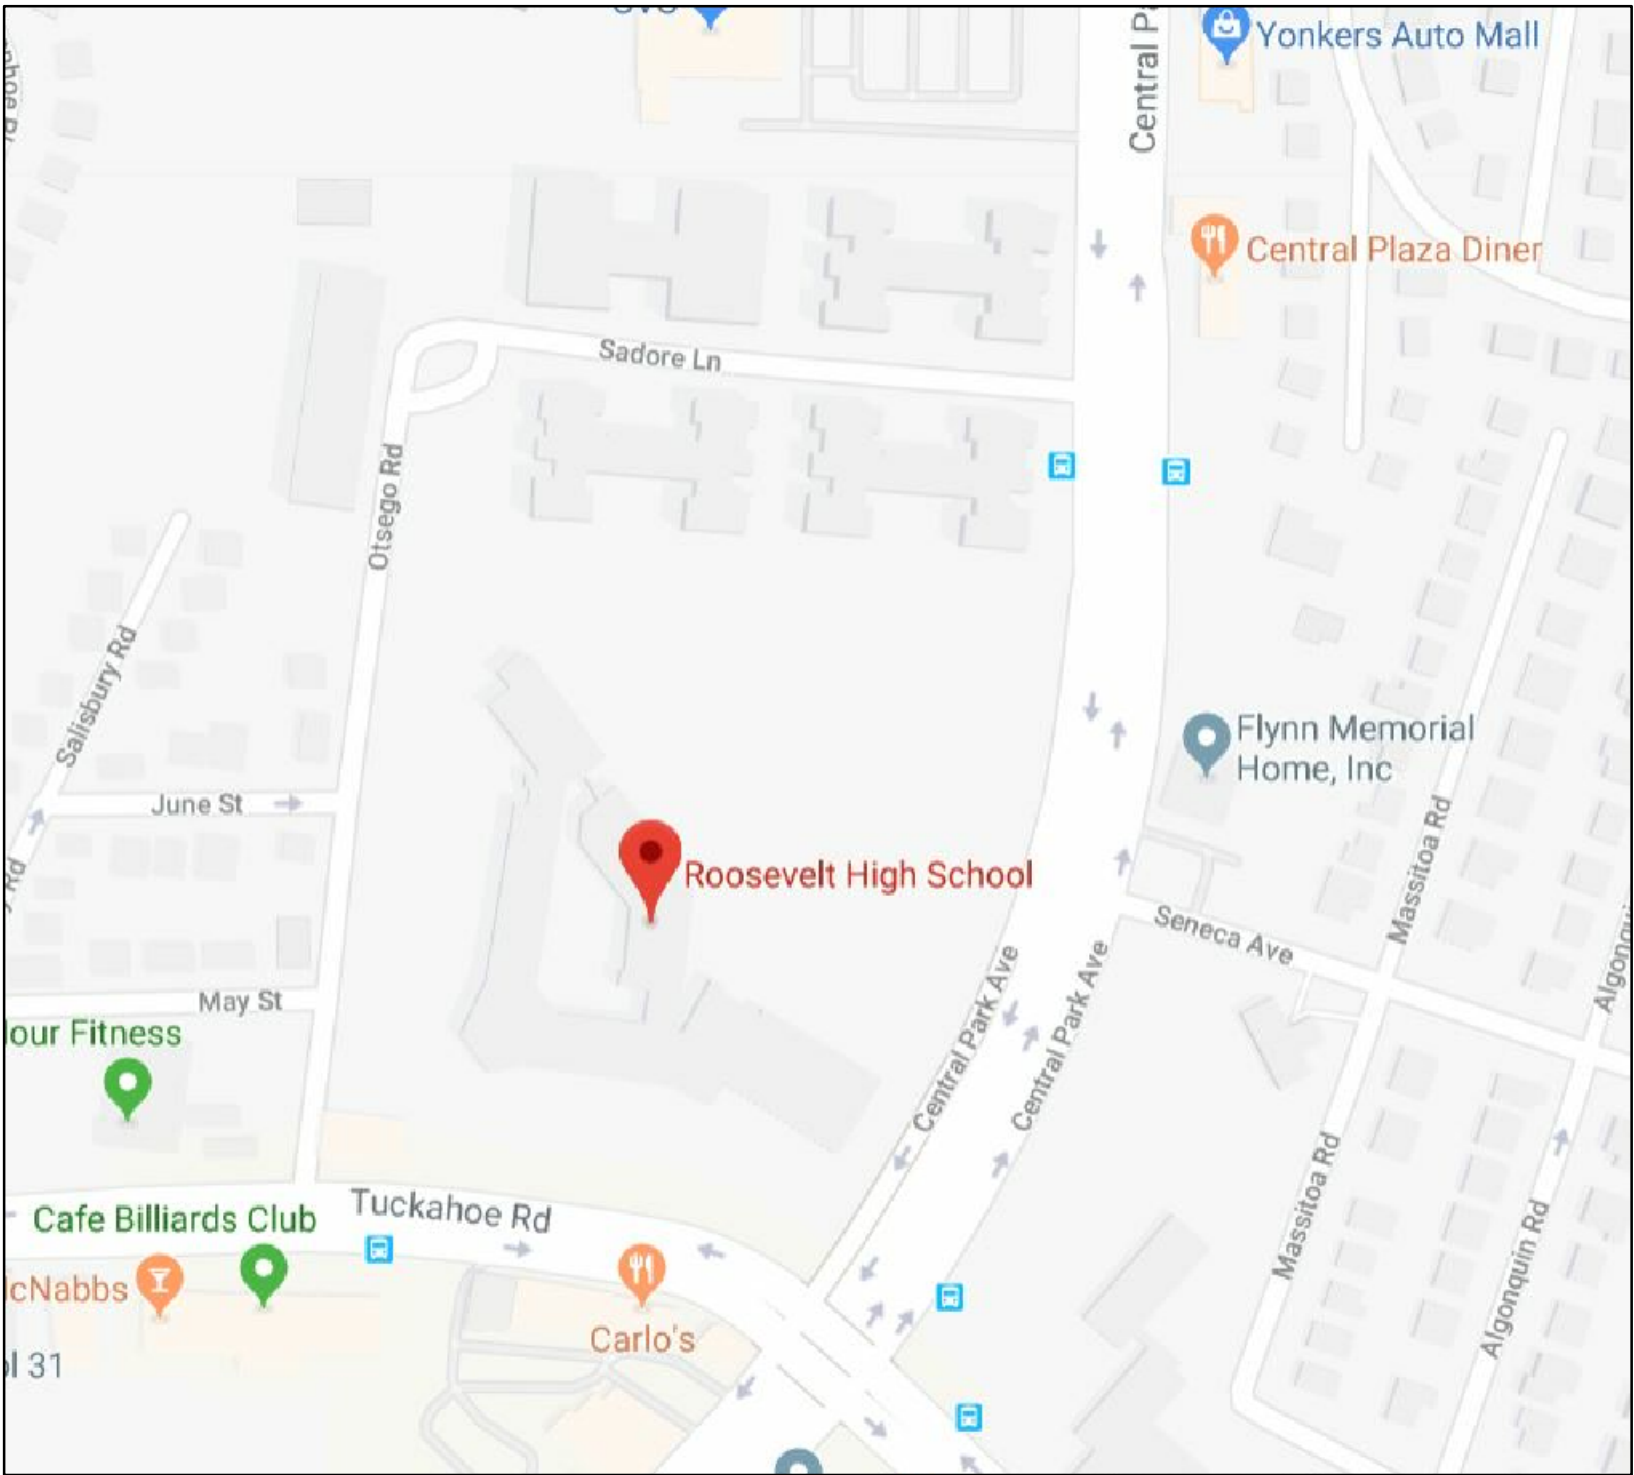 Yonkers Auto Mall
Central
Central Plaza Diner
Sadore Ln
Otsego Rd
Salisbury Rd
Flynn Memorial
Home, Inc
June St
Massitoa Rd
Roosevelt High School
Rd
Seneca Ave
Central Park Ave
Central Park Ave
May St
our Fitness
Massitoa Rd
Tuckahoe Rd
Cafe Billiards Club
Algonquin Rd
cNabbs
Carlo's
31